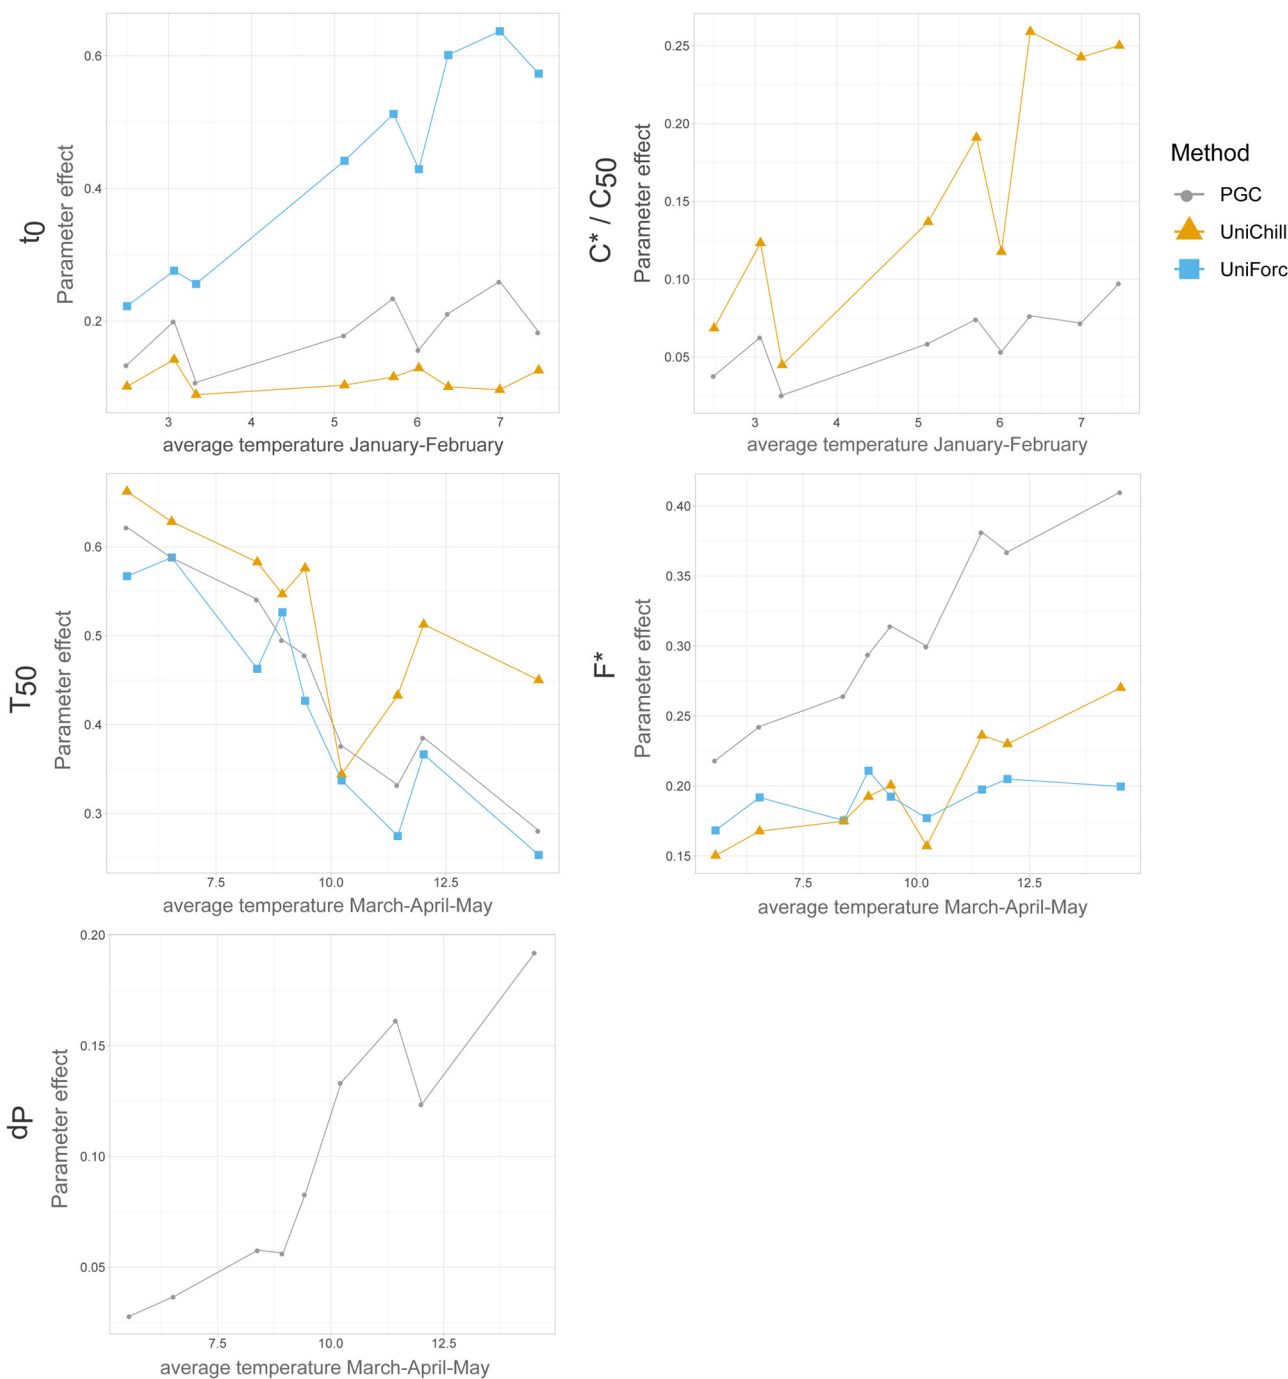 t0
Parameter effect
0.6
0.4
0.2
3 4 5 6 7
average temperature January-February
C* / C50
Parameter effect
0.25
0.20
0.15
0.10
0.05
3 4 5 6 7
average temperature January-February
Method
PGC
UniChill
UniForc
T50
Parameter effect
0.6
0.5
0.4
0.3
7.5 10.0 12.5
average temperature March-April-May
F*
Parameter effect
0.40
0.35
0.30
0.25
0.20
0.15
7.5 10.0 12.5
average temperature March-April-May
dP
Parameter effect
0.20
0.15
0.10
0.05
7.5 10.0 12.5
average temperature March-April-May